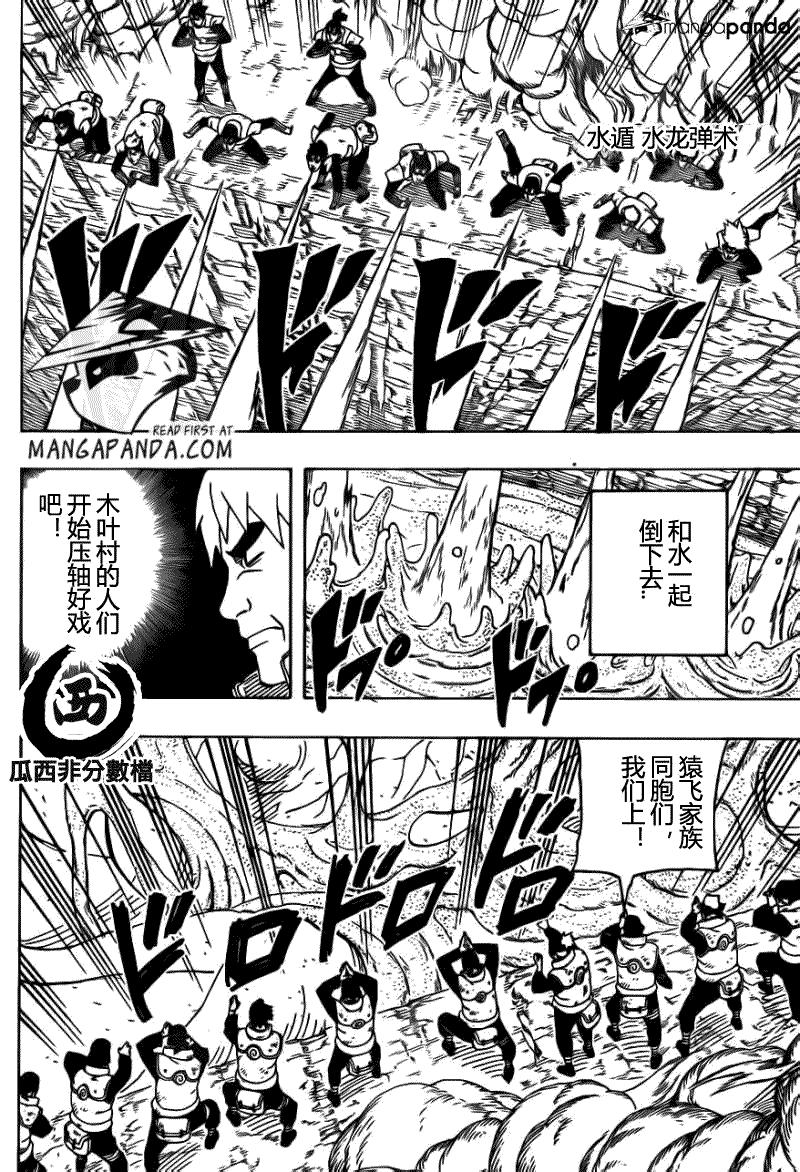 mangapanda
水遁 水龙弹术
ドドドド
READ FIRST AT
MANGAPANDA.COM
和水一起
倒下去.
ドプ
ドプ
木叶村的人们
开始压轴好戏
吧！
西
瓜西非分數檔
猿飞家族
同胞们，
我们上！
ドドドドド